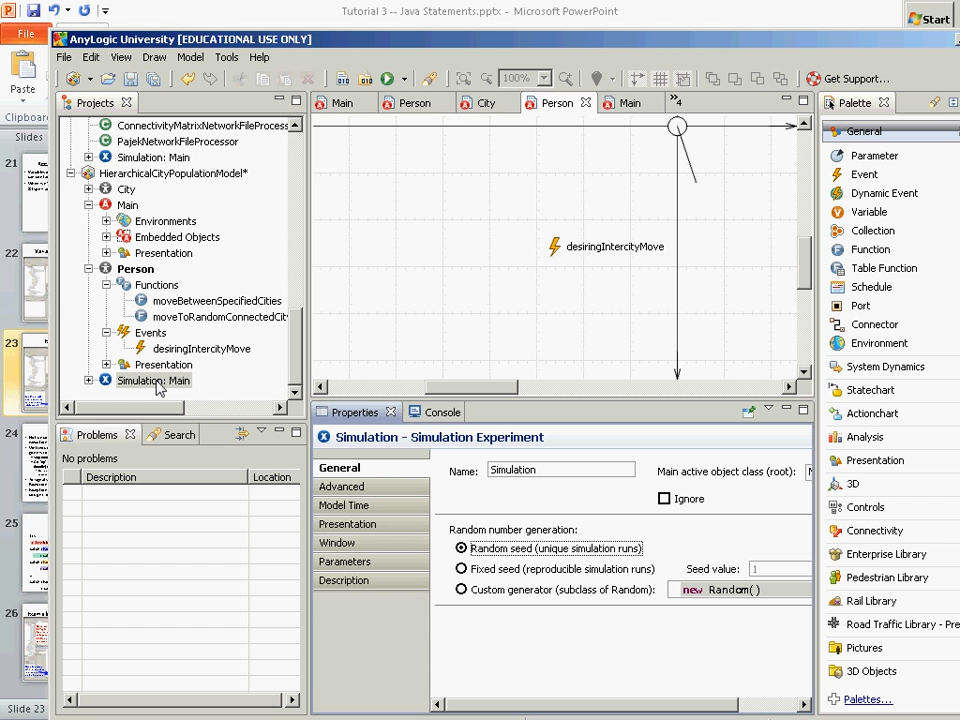 Tutorial 3 -- Java Statements.pptx - Microsoft PowerPoint
Start
File
AnyLogic University [EDUCATIONAL USE ONLY]
File Edit View Draw Model Tools Help
100%
Get Support...
Paste
Clipboard
Slides
Projects
Main
Person
City
Person
Main
4
Palette
ConnectivityMatrixNetworkFileProcess
PajekNetworkFileProcessor
Simulation: Main
HierarchicalCityPopulationModel*
City
Main
Environments
Embedded Objects
Presentation
Person
Functions
moveBetweenSpecifiedCities
moveToRandomConnectedCit
Events
desiringIntercityMove
Presentation
Simulation: Main
desiringIntercityMove
General
Parameter
Event
Dynamic Event
Variable
Collection
Function
Table Function
Schedule
Port
Connector
Environment
System Dynamics
Statechart
Actionchart
Analysis
Presentation
3D
Controls
Connectivity
Enterprise Library
Pedestrian Library
Rail Library
Road Traffic Library - Pre
Pictures
3D Objects
Palettes...
Problems
Search
No problems
Description
Location
Properties
Console
Simulation - Simulation Experiment
General
Advanced
Model Time
Presentation
Window
Parameters
Description
Name: Simulation
Main active object class (root):
Ignore
Random number generation:
Random seed (unique simulation runs)
Fixed seed (reproducible simulation runs)
Seed value: 1
Custom generator (subclass of Random):
new Random()
21
22
23
24
25
26
Slide 23